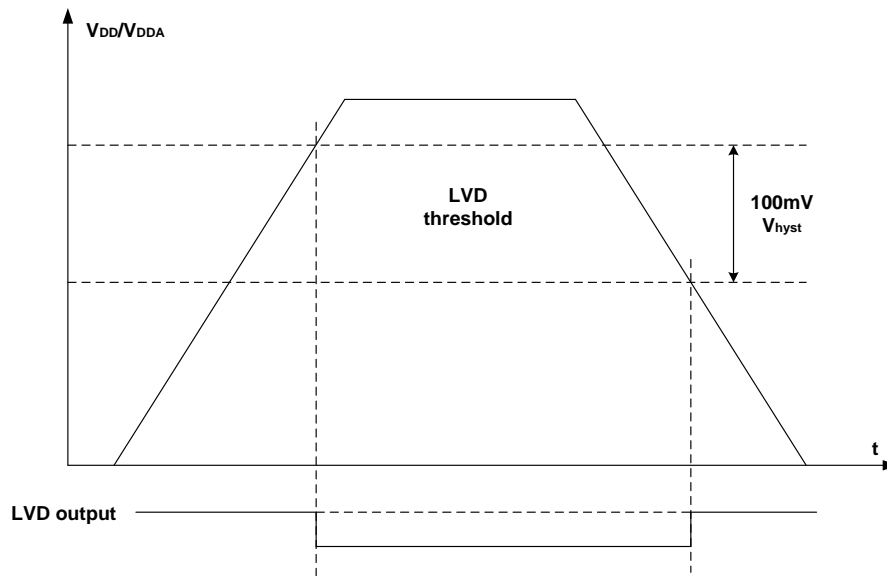 VDD/VDDA
LVD
threshold
100mV
Vhyst
t
LVD output